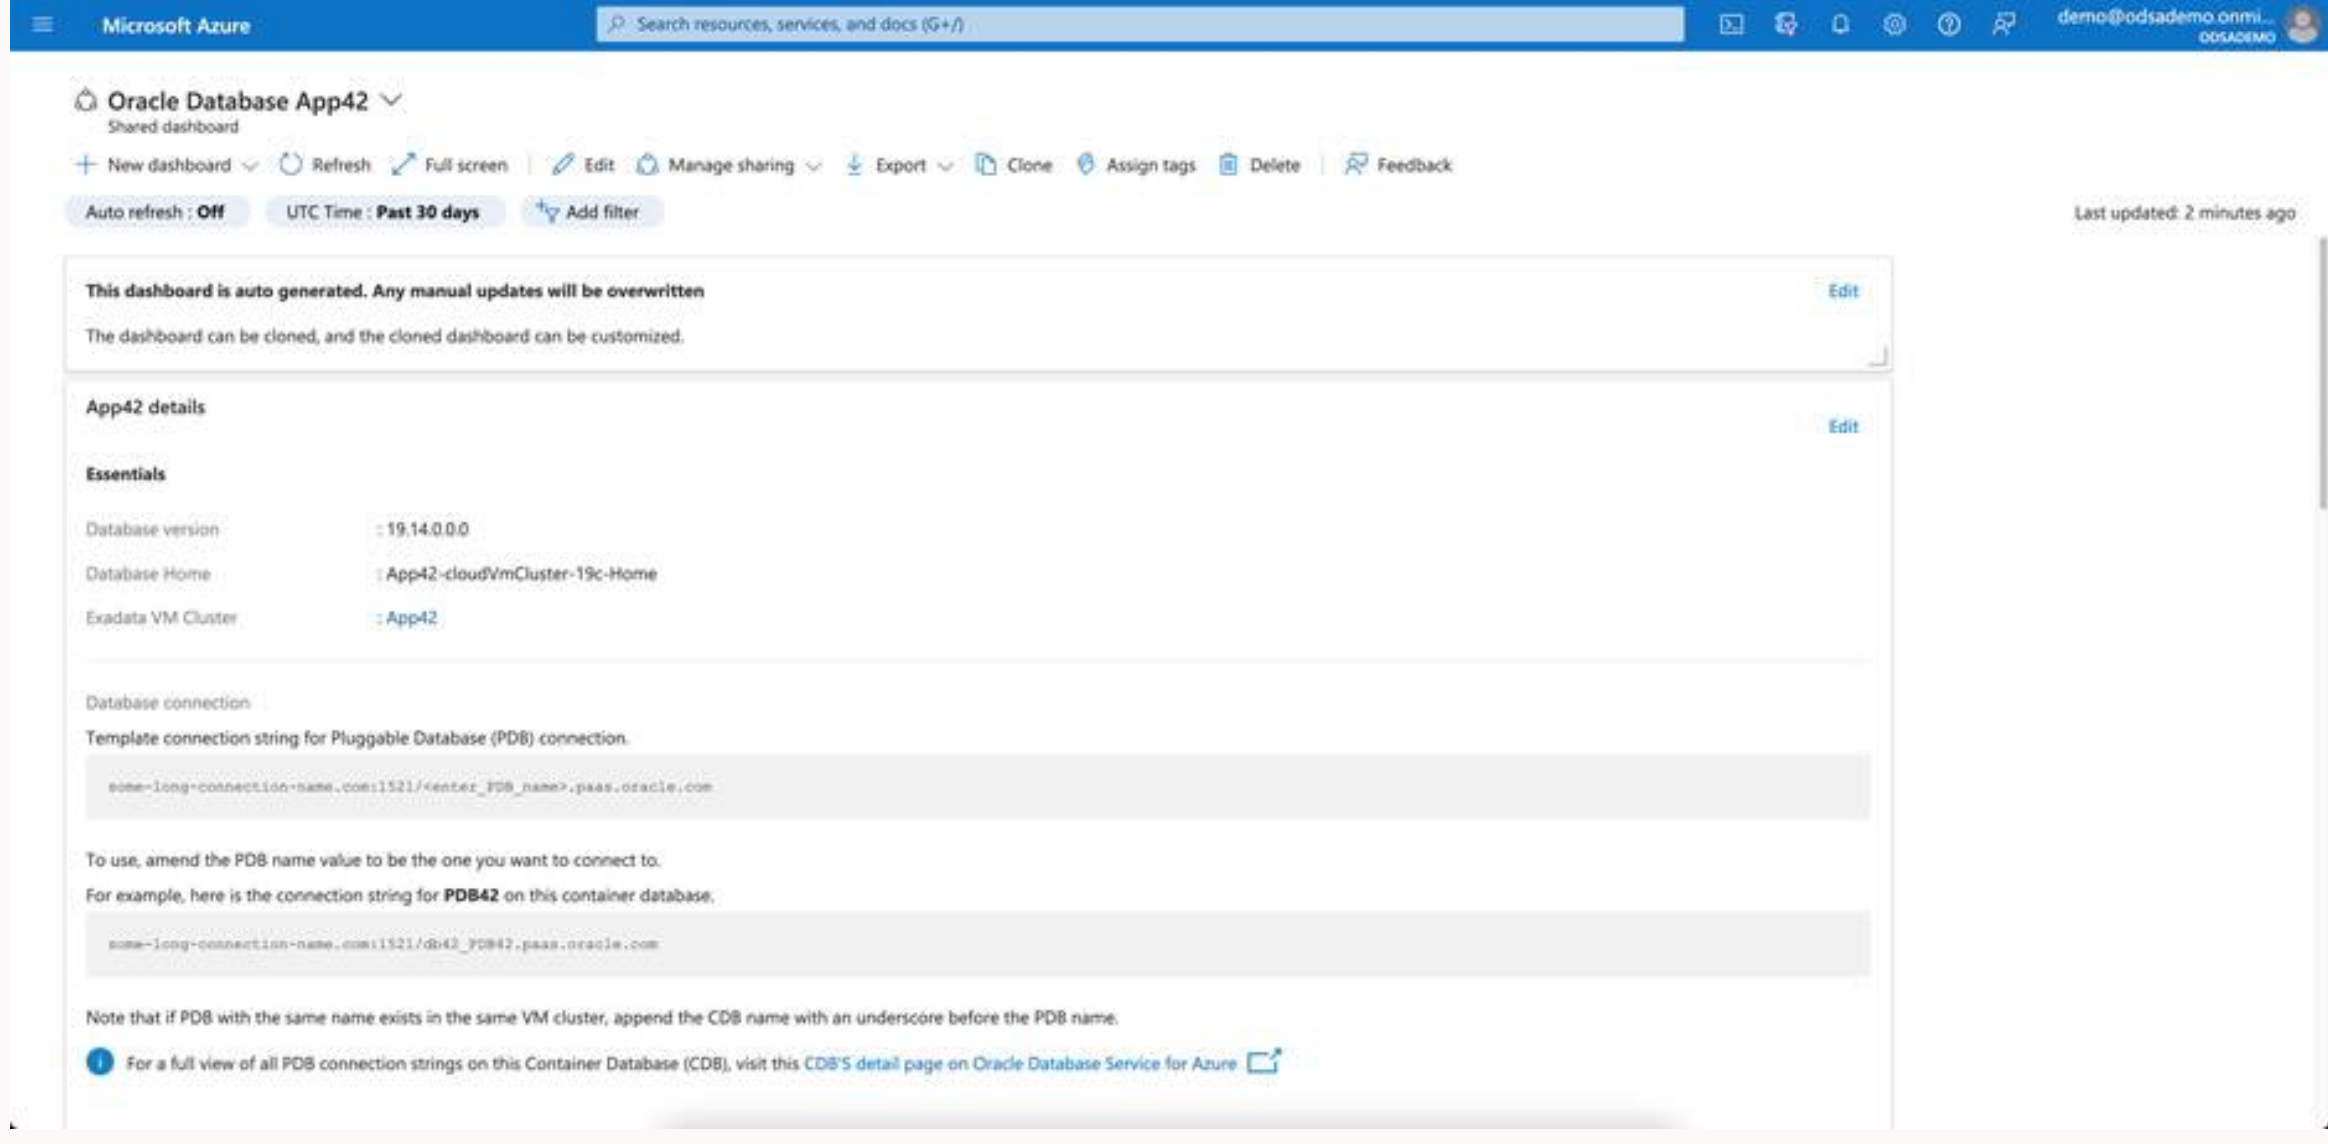 Microsoft Azure
Search resources, services, and docs (G+/)
demo@odsademo.onmi...
ODSADEMO
Oracle Database App42
Shared dashboard
New dashboard Refresh Full screen Edit Manage sharing Export Clone Assign tags Delete Feedback
Auto refresh : Off UTC Time : Past 30 days Add filter Last updated: 2 minutes ago
This dashboard is auto generated. Any manual updates will be overwritten Edit
The dashboard can be cloned, and the cloned dashboard can be customized.
App42 details
Edit
Essentials
Database version : 19.14.0.0.0
Database Home : App42-cloudVmCluster-19c-Home
Exadata VM Cluster : App42
Database connection
Template connection string for Pluggable Database (PDB) connection.
some-long-connection-name.com:1521/<enter_PDB_name>.paas.oracle.com
To use, amend the PDB name value to be the one you want to connect to.
For example, here is the connection string for PDB42 on this container database.
some-long-connection-name.com:1521/db42_PDB42.paas.oracle.com
Note that if PDB with the same name exists in the same VM cluster, append the CDB name with an underscore before the PDB name.
For a full view of all PDB connection strings on this Container Database (CDB), visit this CDB'S detail page on Oracle Database Service for Azure